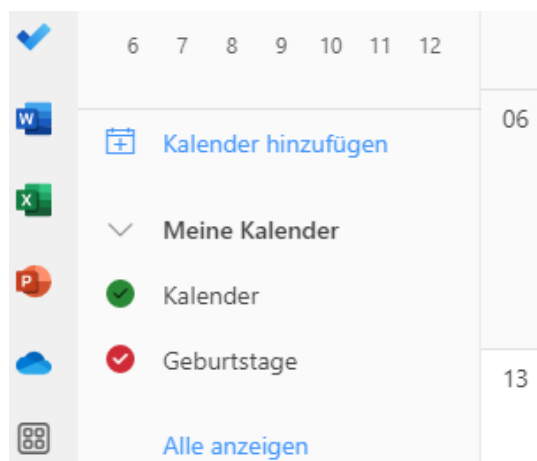 6 7 8 9 10 11 12
W
06
Kalender hinzufügen
X
Meine Kalender
P
Kalender
Geburtstage
13
Alle anzeigen